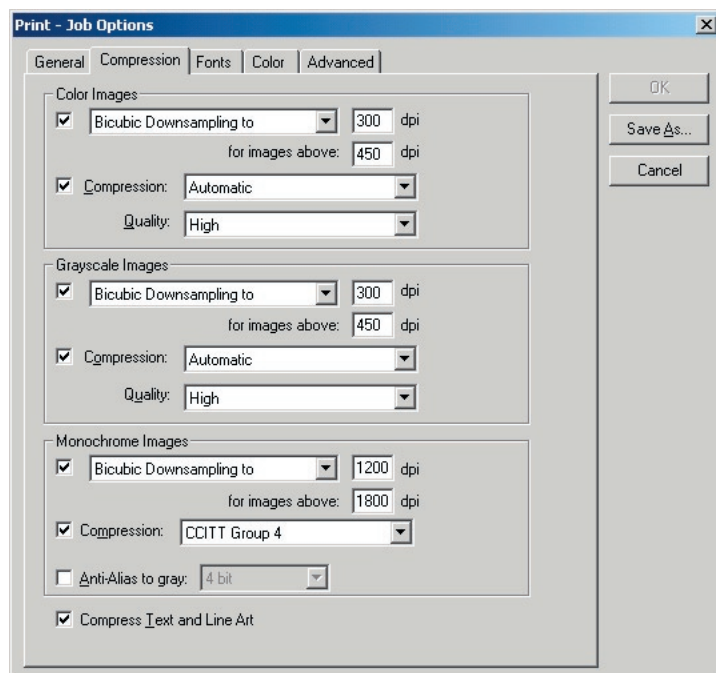 Print - Job Options
General Compression Fonts Color Advanced
OK
Save As...
Cancel
Color Images
Bicubic Downsampling to 300 dpi
for images above: 450 dpi
Compression: Automatic
Quality: High
Grayscale Images
Bicubic Downsampling to 300 dpi
for images above: 450 dpi
Compression: Automatic
Quality: High
Monochrome Images
Bicubic Downsampling to 1200 dpi
for images above: 1800 dpi
Compression: CCITT Group 4
Anti-Alias to gray: 4 bit
Compress Text and Line Art